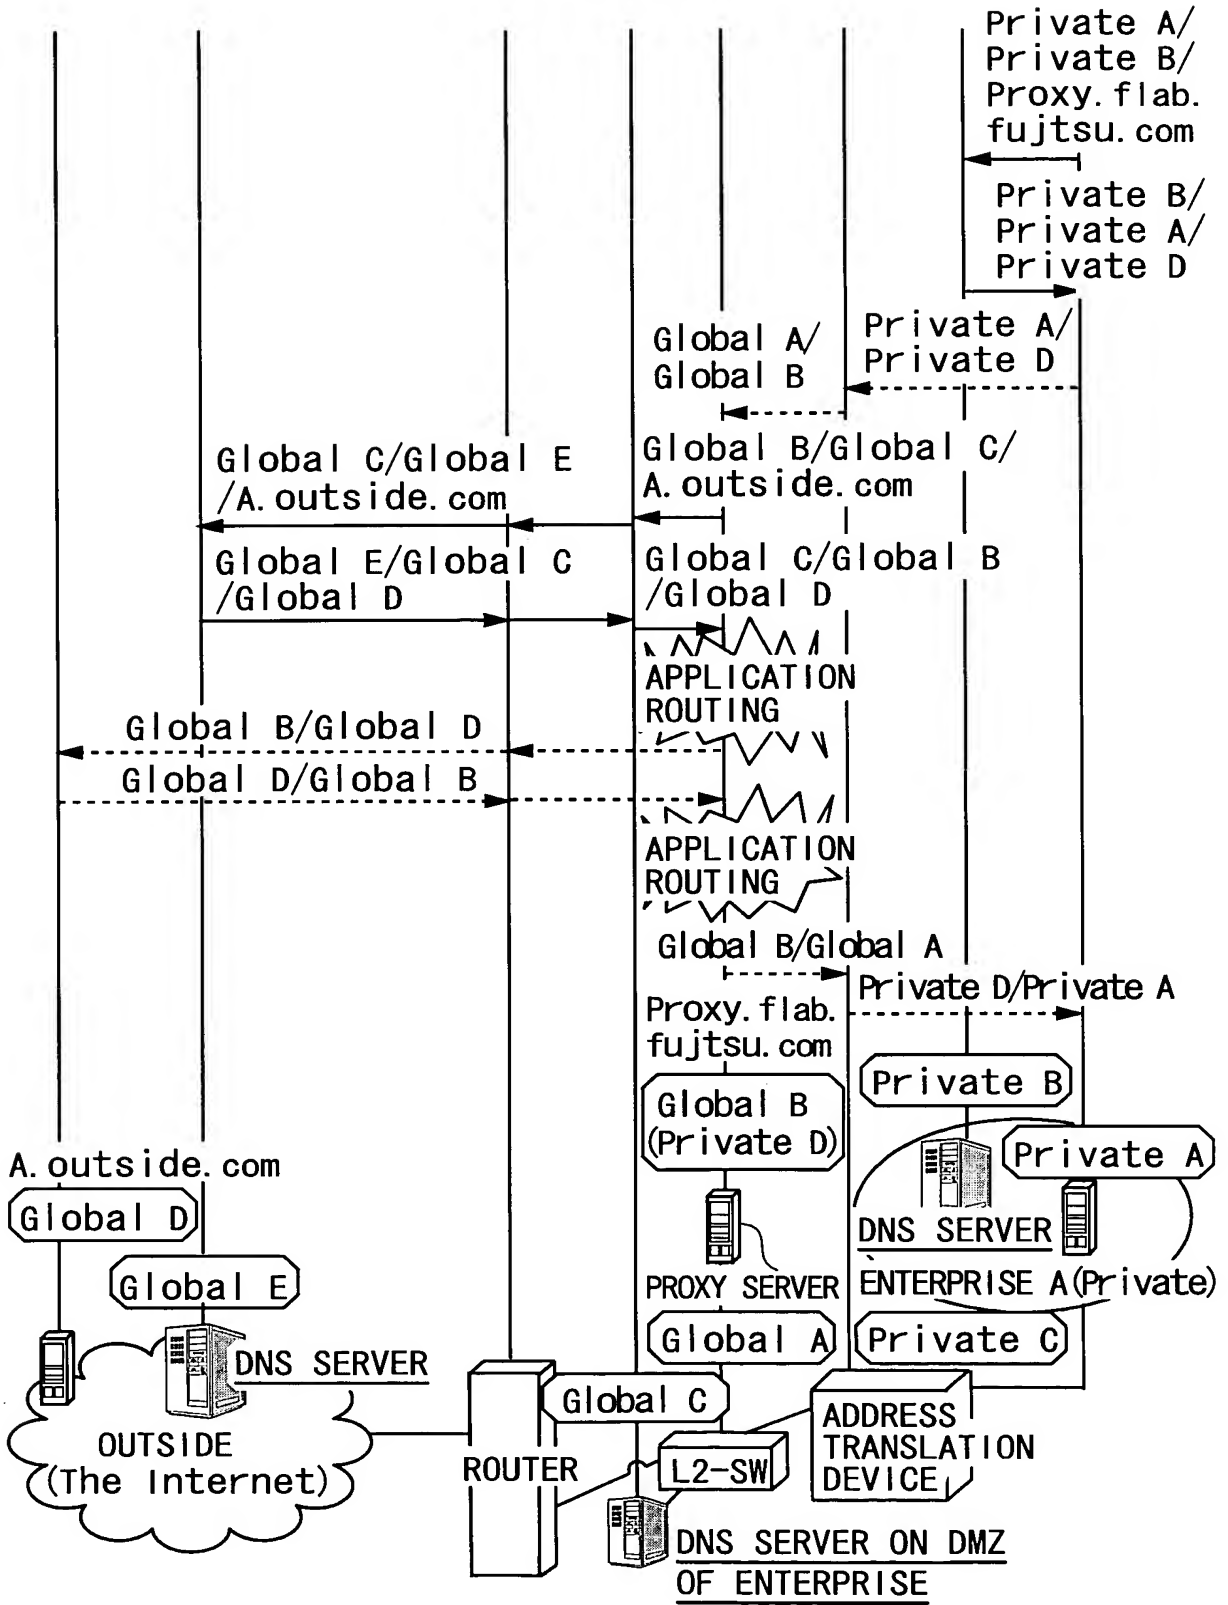 Private A/
Private B/
Proxy.flab.
fujtsu.com
Private B/
Private A/
Private D
Private A/
Private D
Global A/
Global B
Global B/Global C/
A.outside.com
Global C/Global E
/A.outside.com
Global E/Global C
/Global D
Global C/Global B
/Global D
APPLICATION
ROUTING
Global B/Global D
Global D/Global B
APPLICATION
ROUTING
Global B/Global A
Private D/Private A
Proxy.flab.
fujtsu.com
Private B
Global B
(Private D)
Private A
A.outside.com
Global D
DNS SERVER
Global E
PROXY SERVER
ENTERPRISE A(Private)
Global A
Private C
DNS SERVER
Global C
ADDRESS
TRANSLATION
DEVICE
OUTSIDE
(The Internet)
ROUTER
L2-SW
DNS SERVER ON DMZ
OF ENTERPRISE